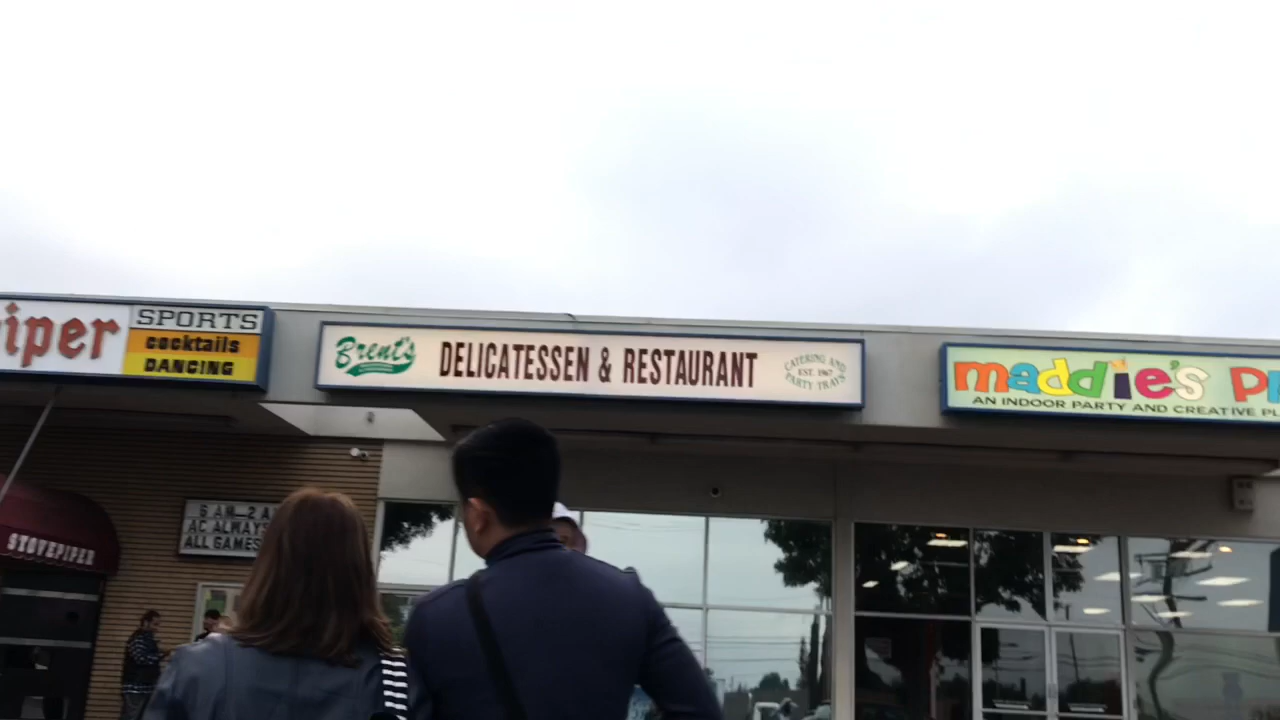 iper
SPORTS
cocktails
DANCING
Brent's
DELICATESSEN & RESTAURANT
CATERING AND
EST. 1967
PARTY TRAYS
maddie's
AN INDOOR PARTY AND CREATIVE
STOVEPIPER
6 AM 2 A
AC ALWAYS
ALL GAMES